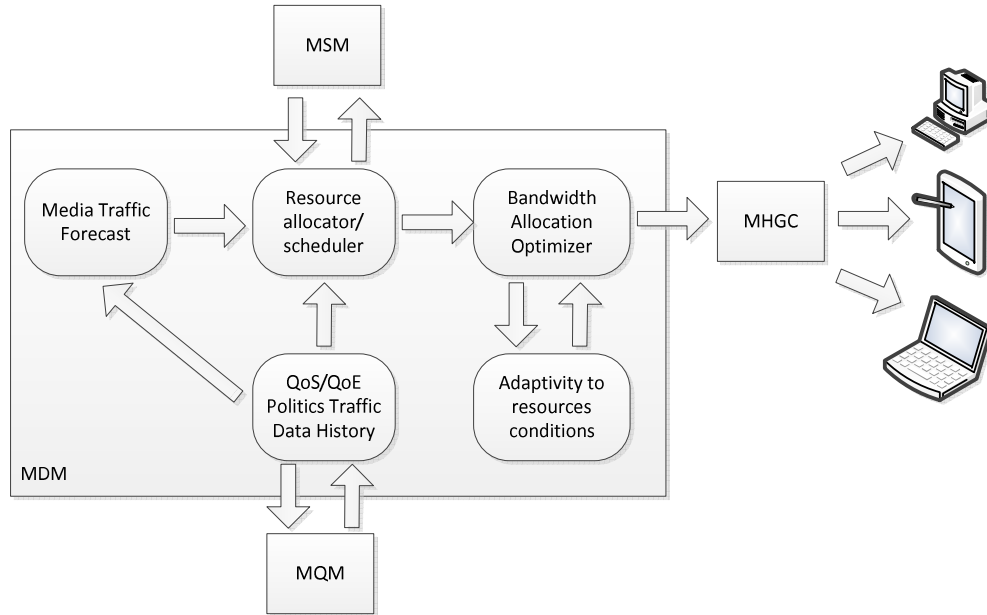 MSM
Media Traffic
Forecast
Resource
allocator/
scheduler
Bandwidth
Allocation
Optimizer
MHGC
QoS/QoE
Politics Traffic
Data History
Adaptivity to
resources
conditions
MDM
MQM